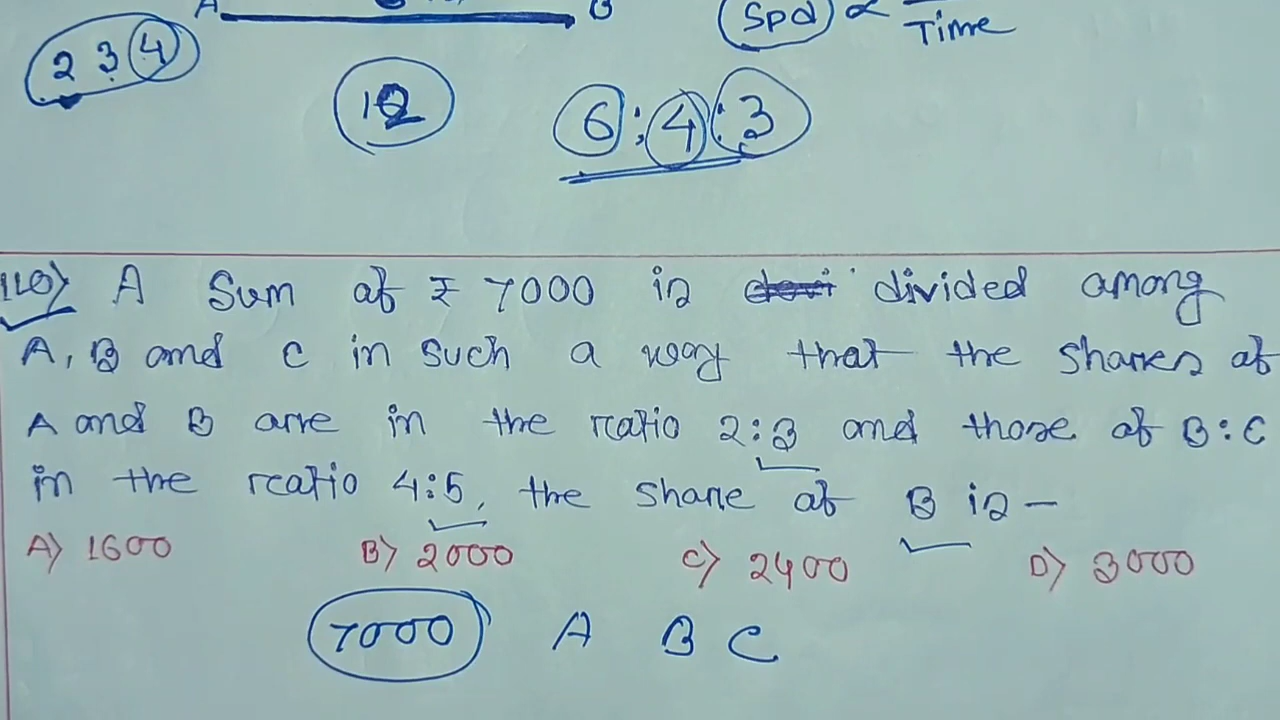 A B
Spd ∝ Time
2 3 4
12 6:4:3
A Sum of ₹ 7000 is divided among
A, B and C in such a way that the shares of
A and B are in the ratio 2:3 and those of B:C
in the ratio 4:5, the share of B is -
A) 1600 B) 2000 C) 2400 D) 3000
7000 A B C